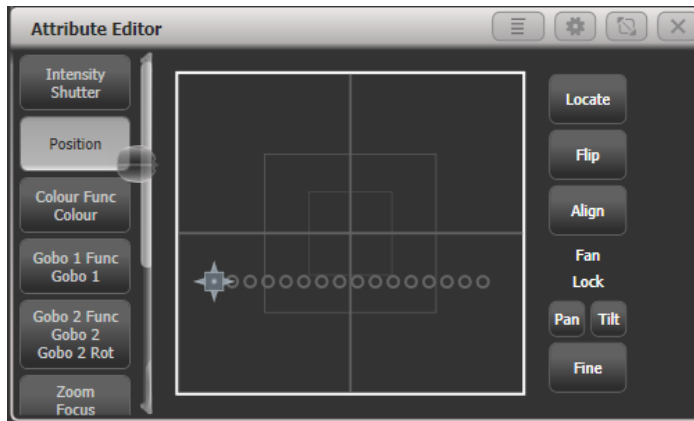 Attribute Editor
Intensity
Shutter
Position
Colour Func
Colour
Gobo 1 Func
Gobo 1
Gobo 2 Func
Gobo 2
Gobo 2 Rot
Zoom
Focus
Locate
Flip
Align
Fan
Lock
Pan Tilt
Fine